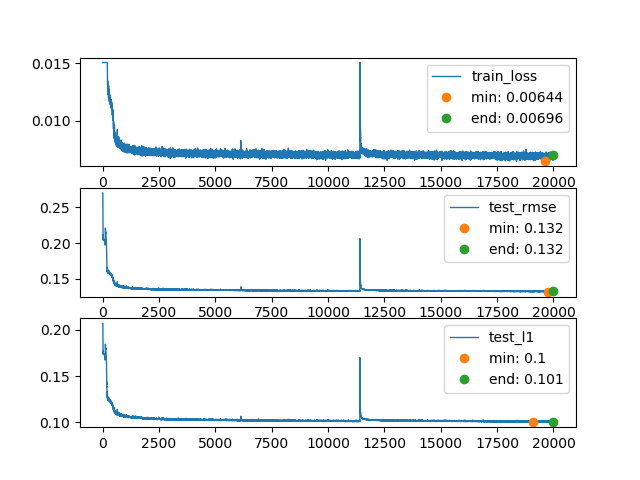 0.015
0.010
train_loss
min: 0.00644
end: 0.00696
0 2500 5000 7500 10000 12500 15000 17500 20000
0.25
0.20
0.15
test_rmse
min: 0.132
end: 0.132
0 2500 5000 7500 10000 12500 15000 17500 20000
0.20
0.15
0.10
test_l1
min: 0.1
end: 0.101
0 2500 5000 7500 10000 12500 15000 17500 20000